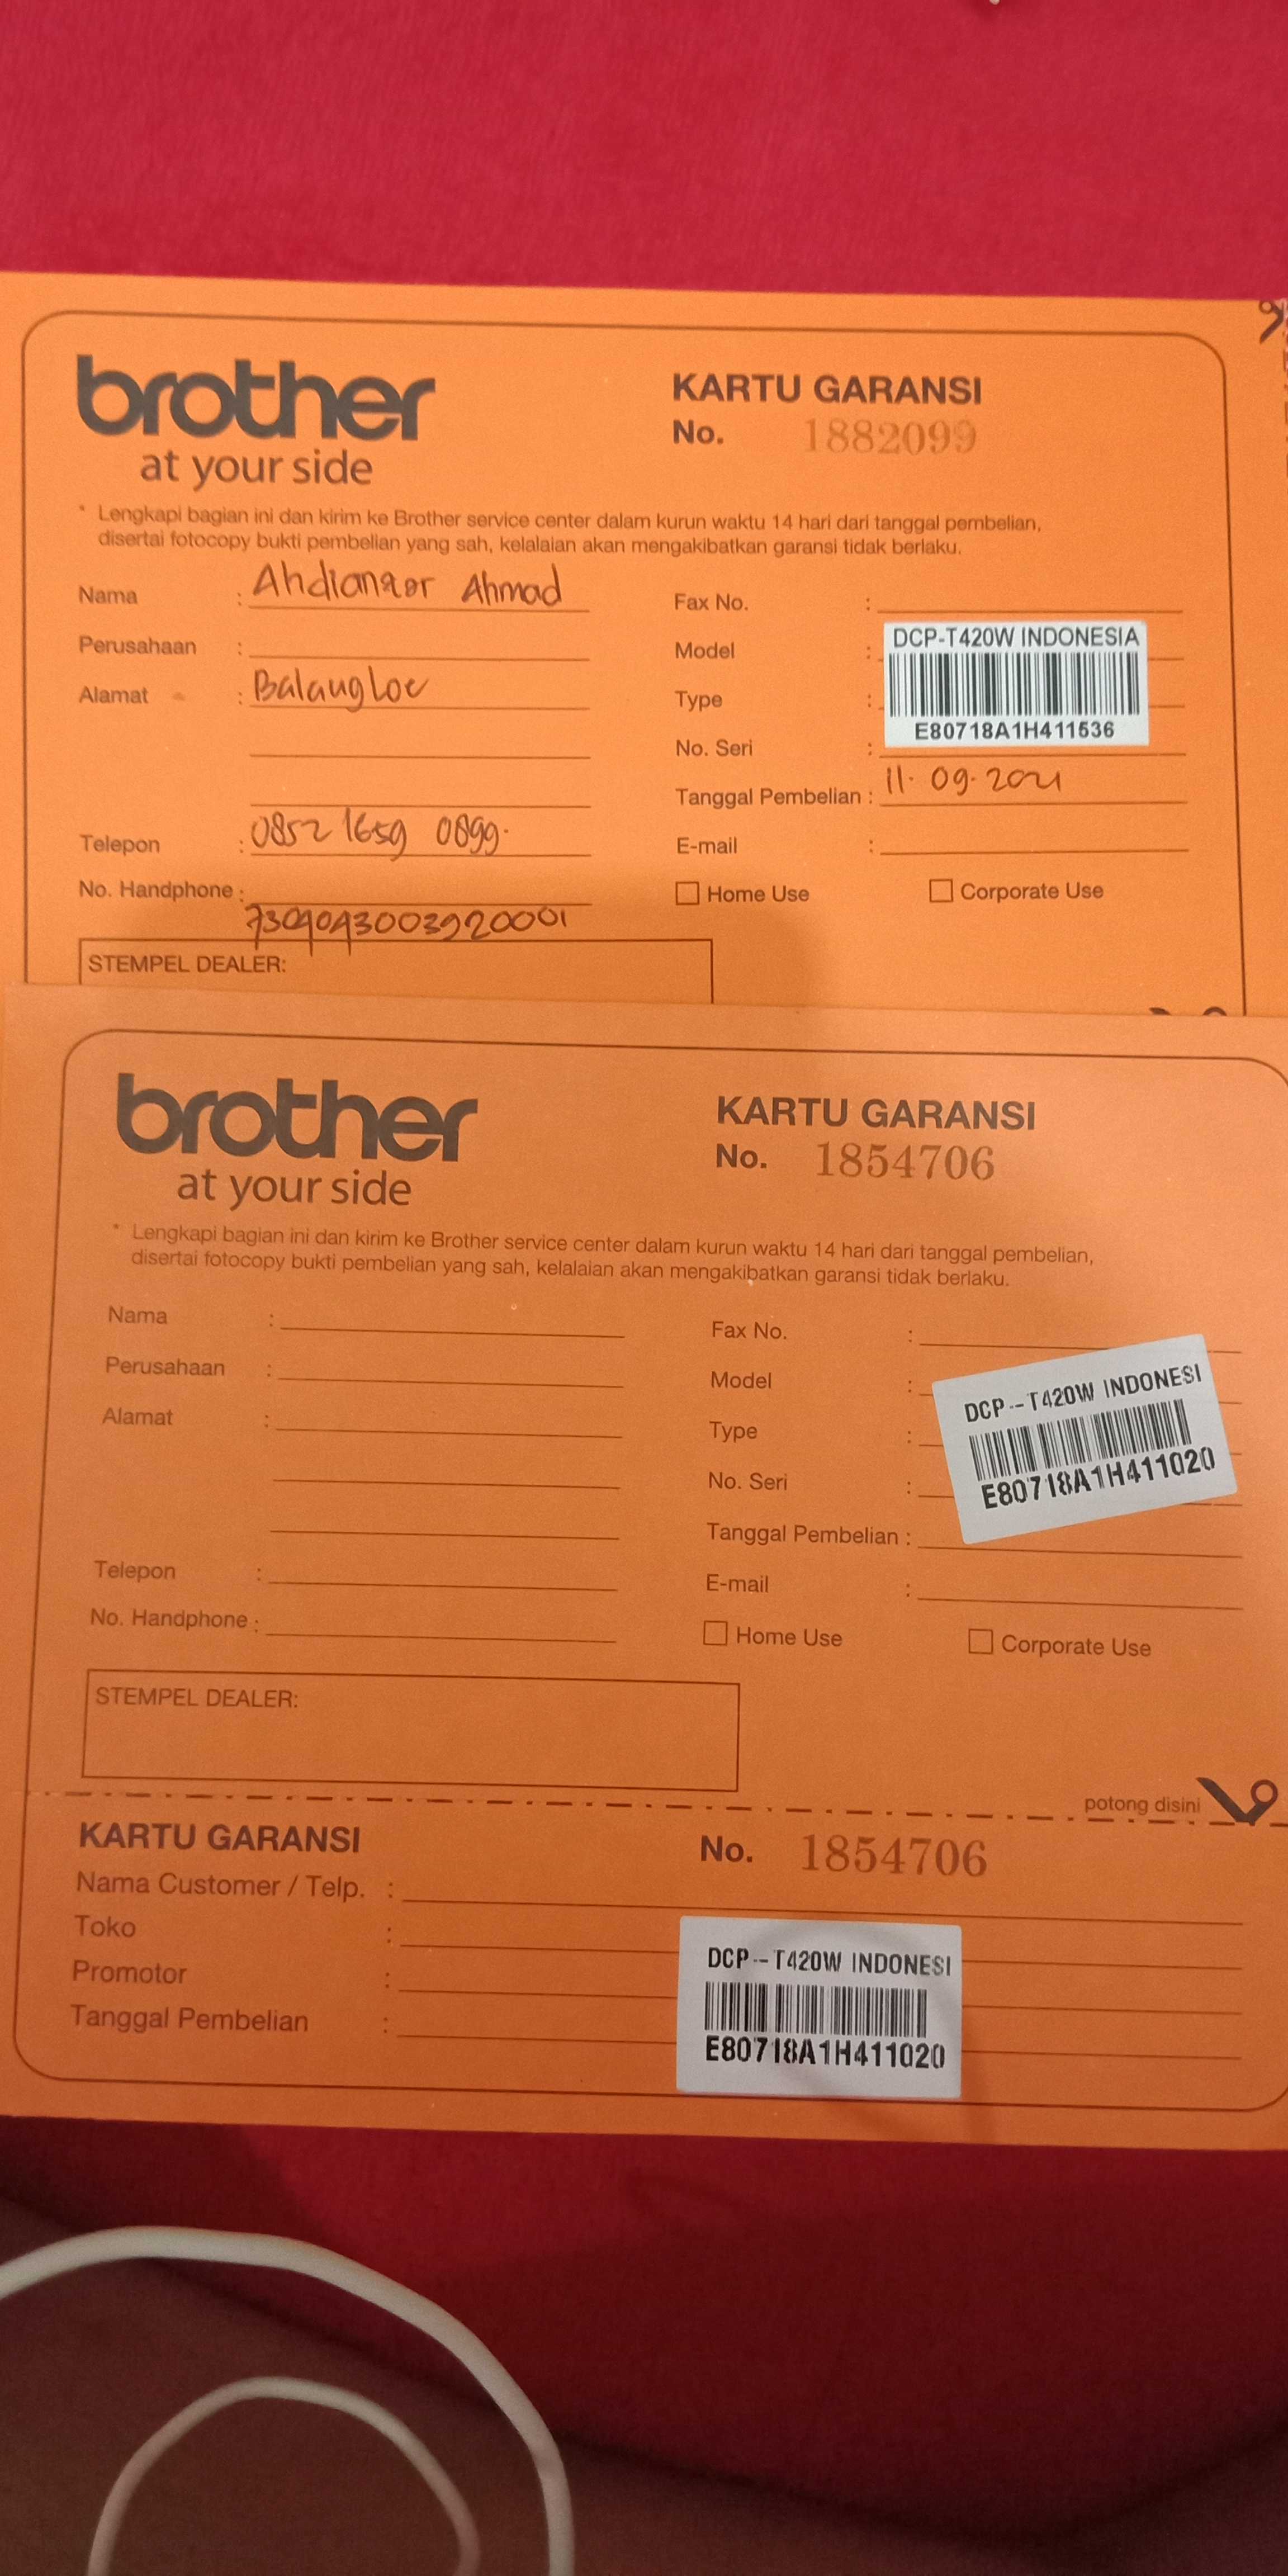 brother
at your side
KARTU GARANSI
No. 1882099
* Lengkapi bagian ini dan kirim ke Brother service center dalam kurun waktu 14 hari dari tanggal pembelian,
disertai fotocopy bukti pembelian yang sah, kelalaian akan mengakibatkan garansi tidak berlaku.
Nama : Ahmad
Perusahaan :
Alamat :
Telepon : 0852 1659 0899.
No. Handphone :
7309043003920001
Fax No. :
Model :
Type :
No. Seri :
DCP-T420W INDONESIA
E80718A1H411536
Tanggal Pembelian : 11.09.2021
E-mail :
Home Use
Corporate Use
STEMPEL DEALER:
brother
at your side
KARTU GARANSI
No. 1854706
* Lengkapi bagian ini dan kirim ke Brother service center dalam kurun waktu 14 hari dari tanggal pembelian,
disertai fotocopy bukti pembelian yang sah, kelalaian akan mengakibatkan garansi tidak berlaku.
Nama :
Perusahaan :
Alamat :
Telepon :
No. Handphone :
Fax No. :
Model :
Type :
No. Seri :
DCP--T420W INDONESI
E80718A1H411020
Tanggal Pembelian :
E-mail :
Home Use
Corporate Use
STEMPEL DEALER:
potong disini
KARTU GARANSI
No. 1854706
Nama Customer / Telp. :
Toko :
Promotor :
Tanggal Pembelian :
DCP--T420W INDONESI
E80718A1H411020